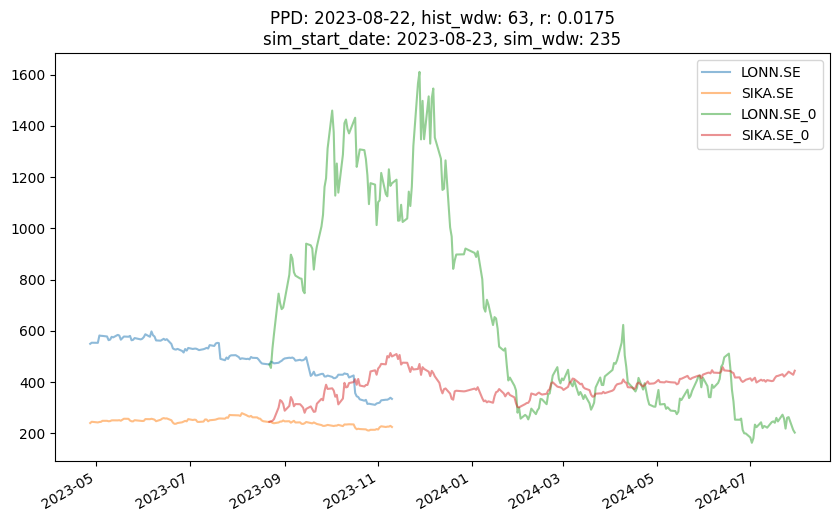 PPD: 2023-08-22, hist_wdw: 63, r: 0.0175
sim_start_date: 2023-08-23, sim_wdw: 235
LONN.SE
SIKA.SE
LONN.SE_0
SIKA.SE_0
1600
1400
1200
1000
800
600
400
200
2023-05
2023-07
2023-09
2023-11
2024-01
2024-03
2024-05
2024-07